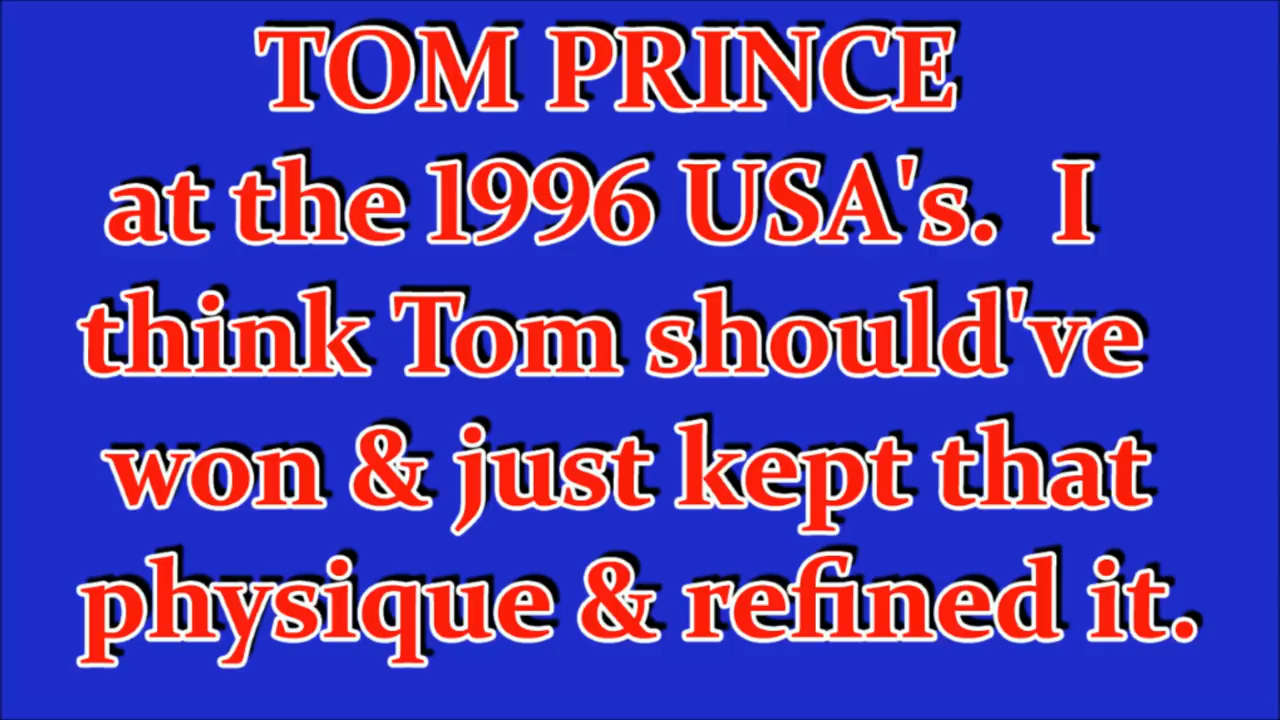 TOM PRINCE
at the 1996 USA's.  I
think Tom should've
won & just kept that
physique & refined it.